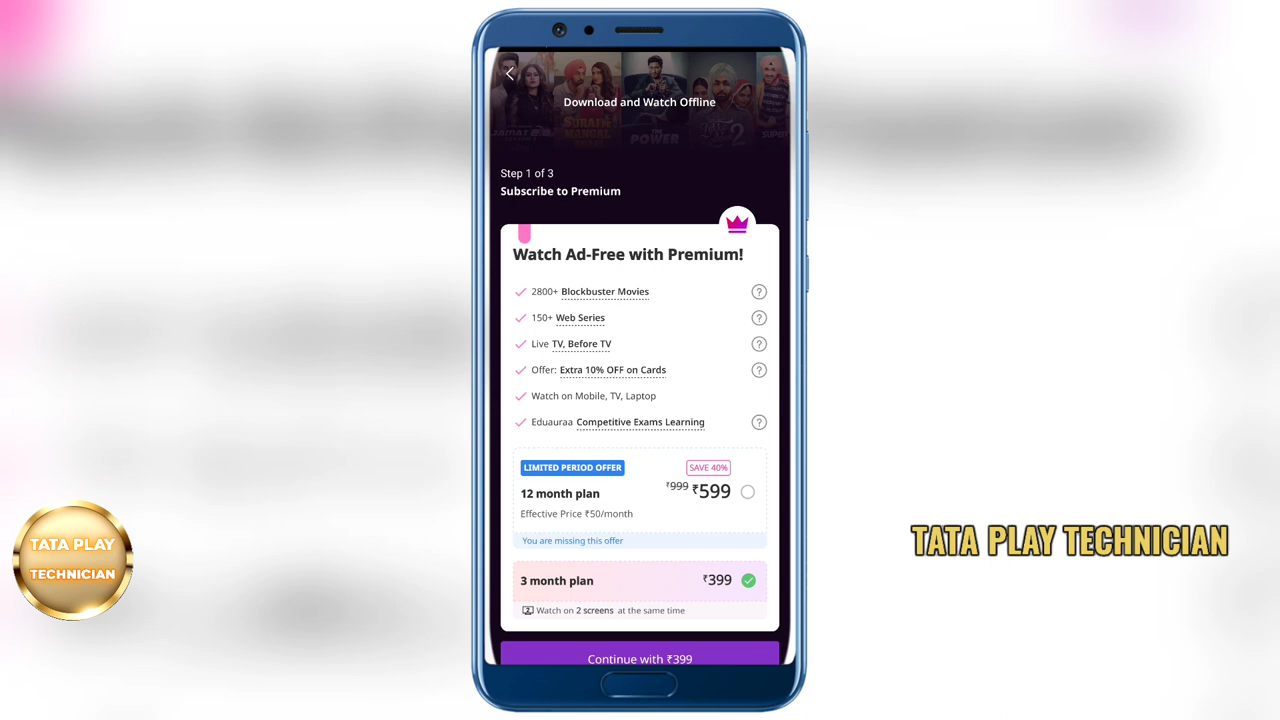 Download and Watch Offline
THE
POWER
2
Step 1 of 3
Subscribe to Premium
Watch Ad-Free with Premium!
2800+ Blockbuster Movies
150+ Web Series
Live TV, Before TV
Offer: Extra 10% OFF on Cards
Watch on Mobile, TV, Laptop
Eduauraa Competitive Exams Learning
LIMITED PERIOD OFFER
SAVE 40%
12 month plan ₹999 ₹599
Effective Price ₹50/month
You are missing this offer
3 month plan ₹399
Watch on 2 screens at the same time
Continue with ₹399
TATA PLAY
TECHNICIAN
TATA PLAY TECHNICIAN